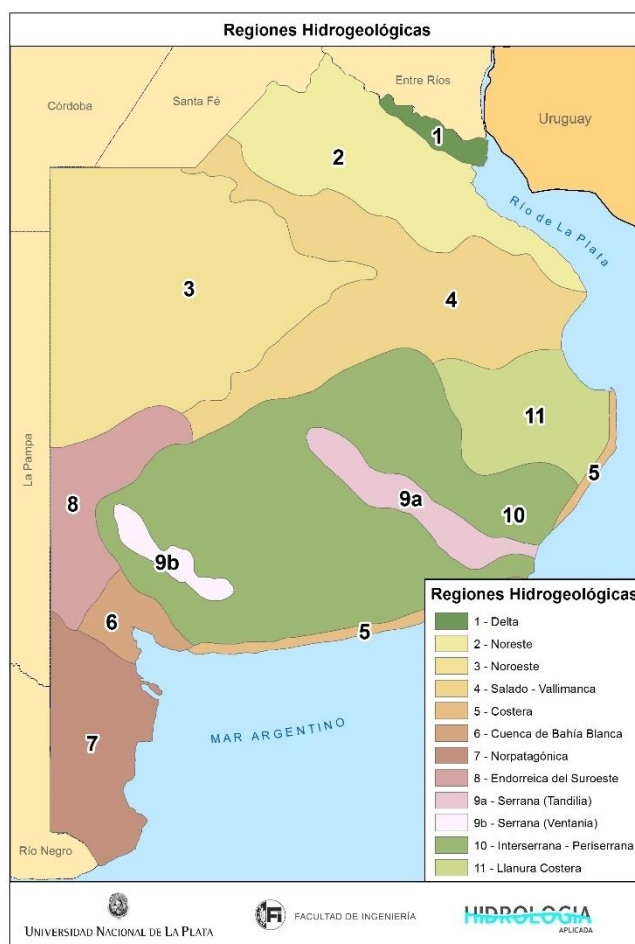 Regiones Hidrogeológicas
Entre Ríos
Santa Fé
Córdoba
Uruguay
1
2
Río de La Plata
3
4
11
La Pampa
5
8
9a
10
9b
6
5
7
MAR ARGENTINO
Río Negro
Regiones Hidrogeológicas
1 - Delta
2 - Noreste
3 - Noroeste
4 - Salado - Vallimanca
5 - Costera
6 - Cuenca de Bahía Blanca
7 - Norpatagónica
8 - Endorreica del Suroeste
9a - Serrana (Tandilia)
9b - Serrana (Ventania)
10 - Interserrana - Periserrana
11 - Llanura Costera
UNIVERSIDAD NACIONAL DE LA PLATA
Fi
FACULTAD DE INGENIERÍA
HIDROLOGIA
APLICADA